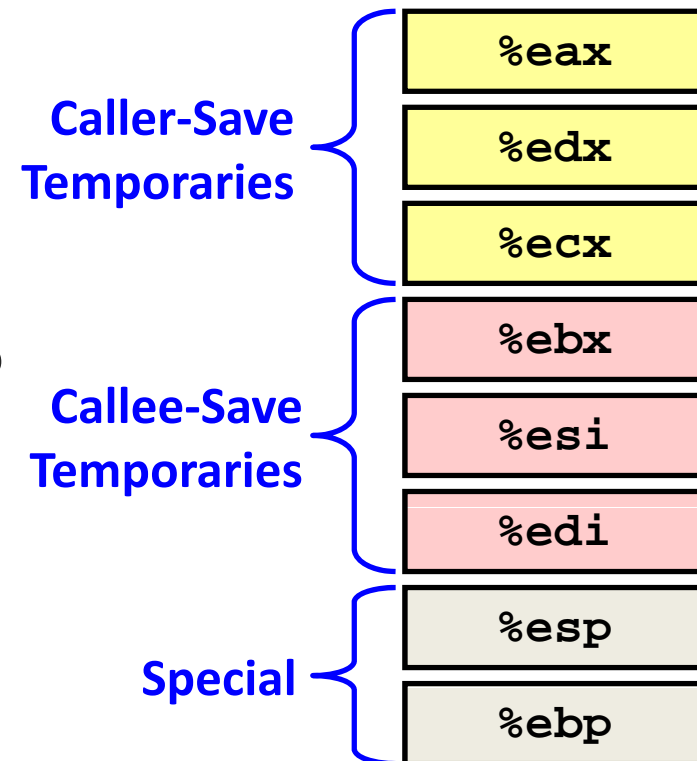 %eax
Caller-Save
Temporaries
%edx
%ecx
%ebx
Callee-Save
Temporaries
%esi
%edi
%esp
Special
%ebp